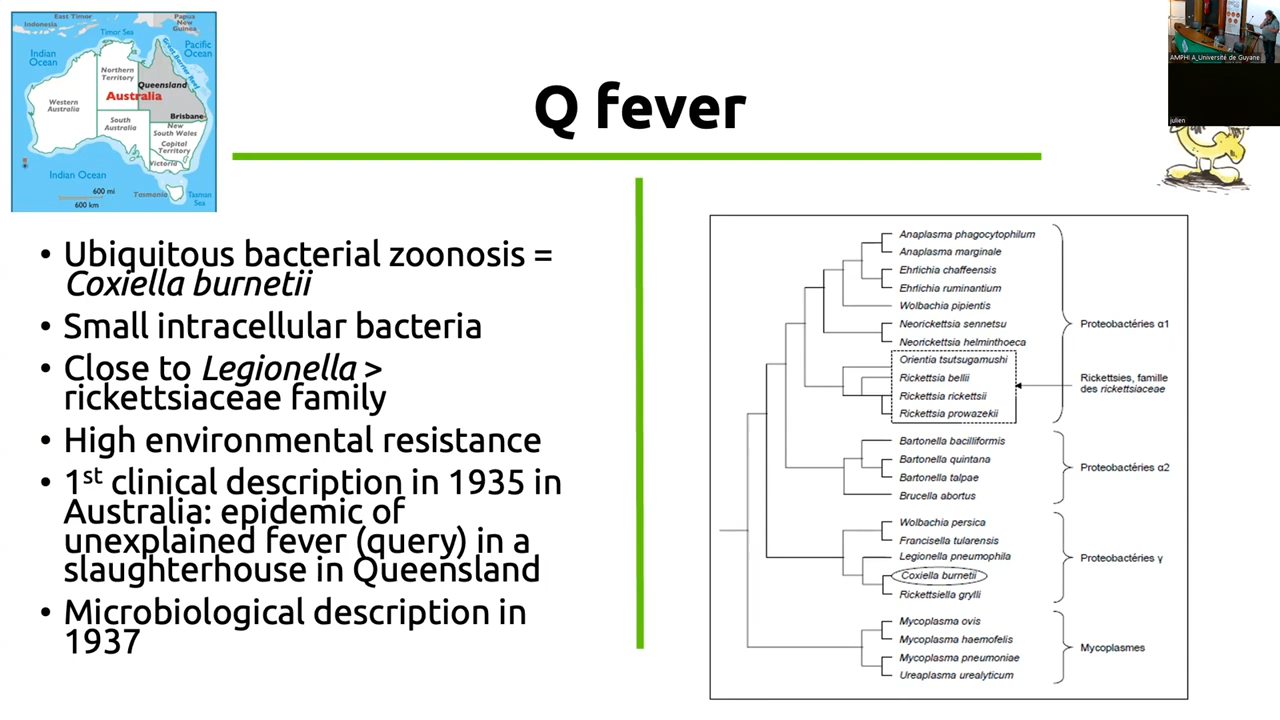 East Timor
Indonesia
Papua
New
Guinea
Timor Sea
Indian
Ocean
Great Barrier Reef
Pacific
Ocean
Northern
Territory
Queensland
Australia
Western
Australia
Brisbane
South
Australia
New
South Wales
Capital
Territory
Victoria
Indian Ocean
600 mi
600 km
Tasmania
Tasman
Sea
Q fever
AMPHI A_Université de Guyane
julien
• Ubiquitous bacterial zoonosis =
Coxiella burnetii
• Small intracellular bacteria
• Close to Legionella >
rickettsiaceae family
• High environmental resistance
• 1st clinical description in 1935 in
Australia: epidemic of
unexplained fever (query) in a
slaughterhouse in Queensland
• Microbiological description in
1937
Anaplasma phagocytophilum
Anaplasma marginale
Ehrlichia chaffeensis
Ehrlichia ruminantium
Wolbachia pipientis
Neorickettsia sennetsu
Neorickettsia helminthoeca
Orientia tsutsugamushi
Rickettsia bellii
Rickettsia rickettsii
Rickettsia prowazekii
Proteobactéries α1
Rickettsies, famille
des rickettsiaceae
Bartonella bacilliformis
Bartonella quintana
Bartonella talpae
Brucella abortus
Proteobactéries α2
Wolbachia persica
Francisella tularensis
Legionella pneumophila
Coxiella burnetii
Rickettsiella grylli
Proteobactéries γ
Mycoplasma ovis
Mycoplasma haemofelis
Mycoplasma pneumoniae
Ureaplasma urealyticum
Mycoplasmes